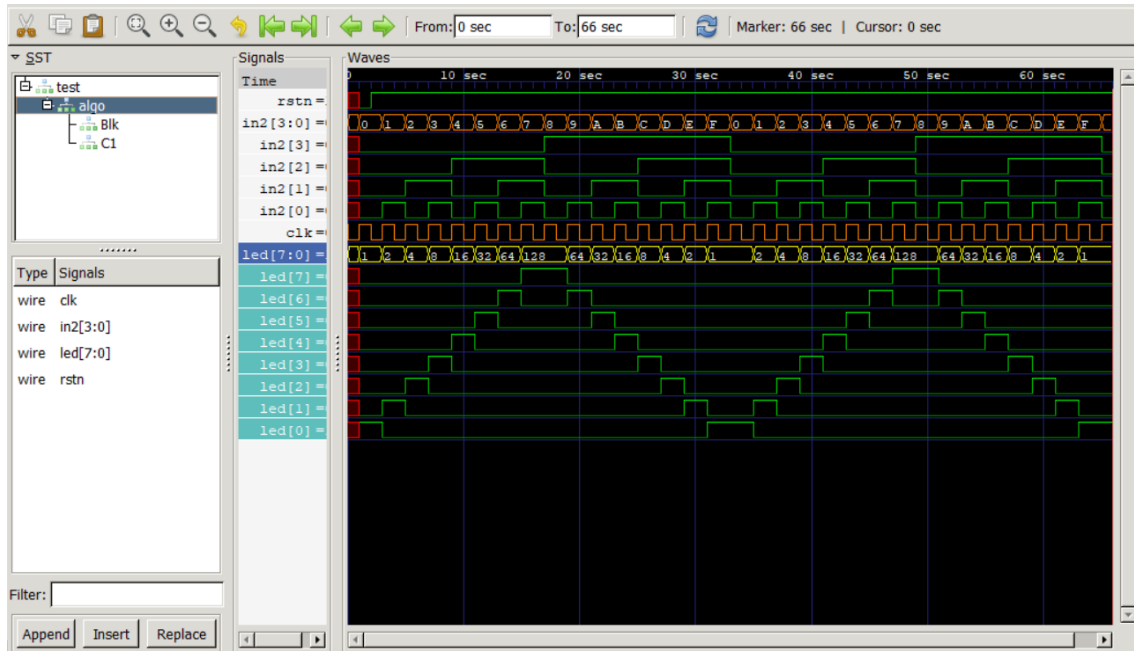 From: 0 sec To: 66 sec Marker: 66 sec | Cursor: 0 sec
SST
test
algo
Blk
C1
Type Signals
wire clk
wire in2[3:0]
wire led[7:0]
wire rstn
Filter:
Append Insert Replace
Signals
Time
rstn =
in2[3:0] =
in2[3] =
in2[2] =
in2[1] =
in2[0] =
clk =
led[7:0] =
led[7] =
led[6] =
led[5] =
led[4] =
led[3] =
led[2] =
led[1] =
led[0] =
Waves
10 sec 20 sec 30 sec 40 sec 50 sec 60 sec
0 1 2 3 4 5 6 7 8 9 A B C D E F 0 1 2 3 4 5 6 7 8 9 A B C D E F
1 2 4 8 16 32 64 128 64 32 16 8 4 2 1 2 4 8 16 32 64 128 64 32 16 8 4 2 1